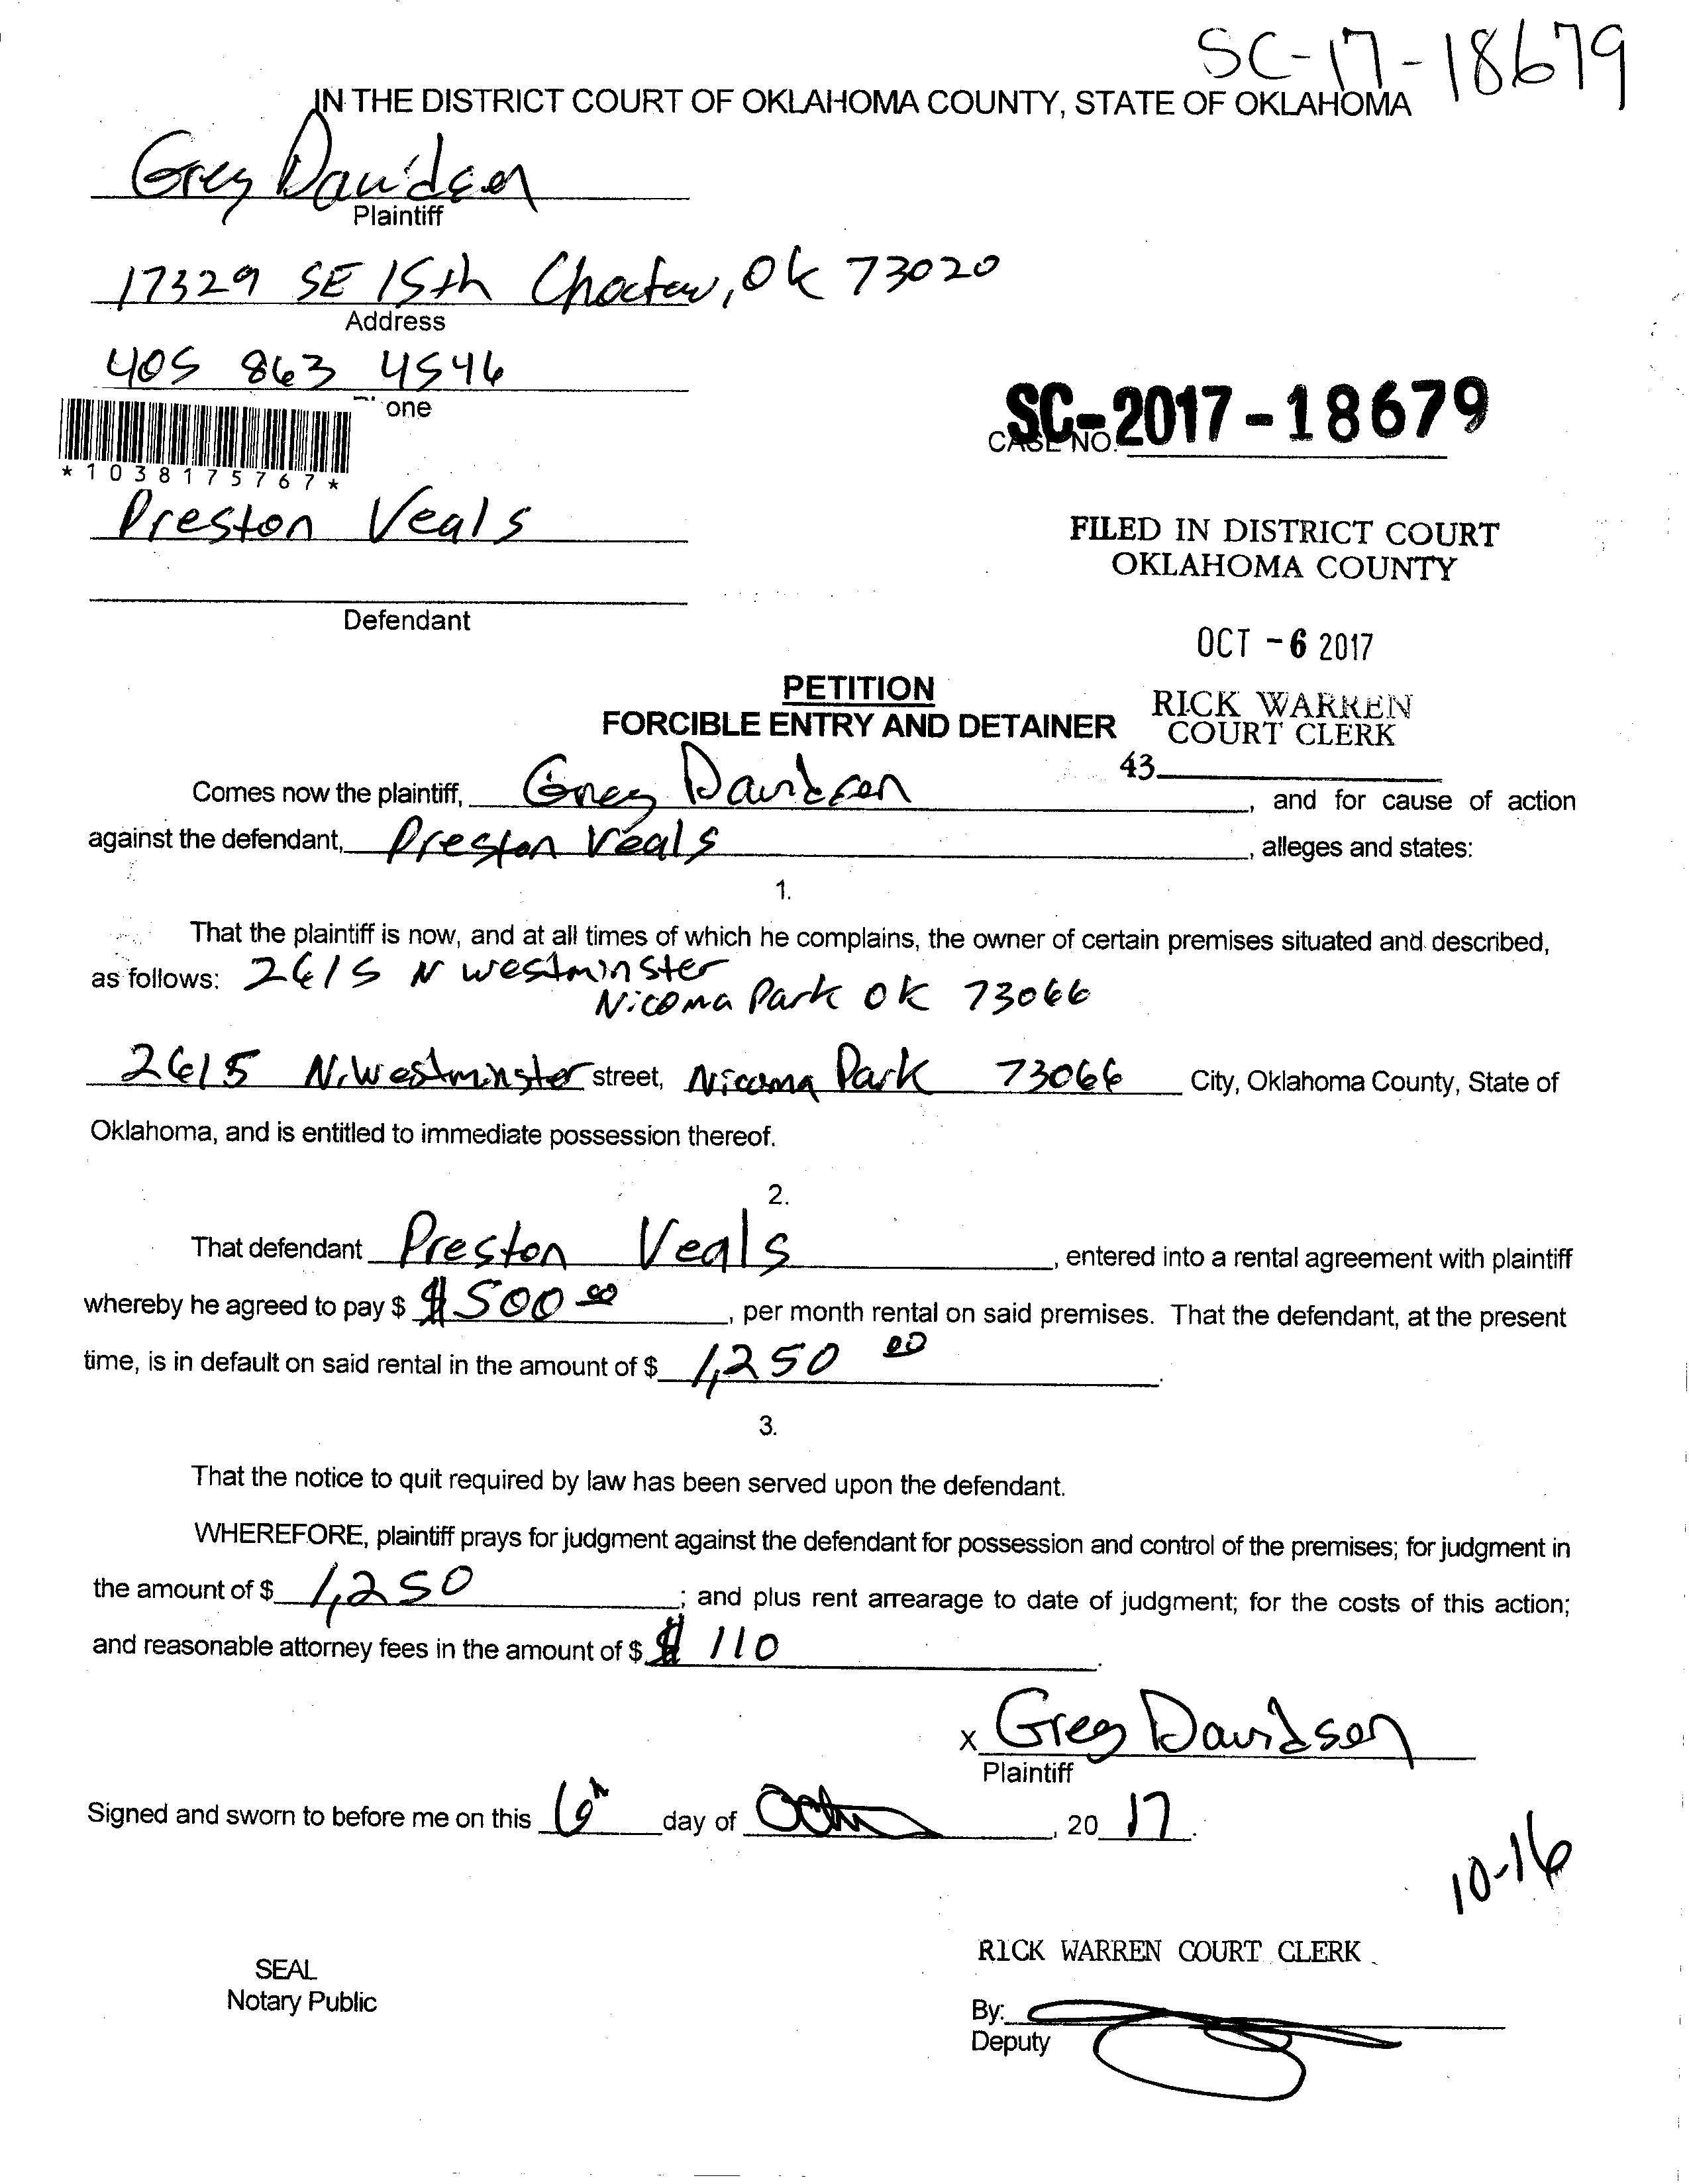 SC-17-18679
IN THE DISTRICT COURT OF OKLAHOMA COUNTY, STATE OF OKLAHOMA
Greg Davidson
Plaintiff
17329 SE 15th Choctaw, Ok 73020
Address
405 863 4546
one
*1038175767*
SC-2017-18679
CASE NO.
Preston Veals
FILED IN DISTRICT COURT
OKLAHOMA COUNTY
Defendant
OCT -6 2017
PETITION
FORCIBLE ENTRY AND DETAINER
RICK WARREN
COURT CLERK
43
Comes now the plaintiff, Greg Davidson, and for cause of action
against the defendant, Preston Veals, alleges and states:
1.
That the plaintiff is now, and at all times of which he complains, the owner of certain premises situated and described,
as follows: 2615 N westminster
Nicoma Park OK 73066
2615 N. Westminster street, Nicoma Park 73066 City, Oklahoma County, State of
Oklahoma, and is entitled to immediate possession thereof.
2.
That defendant Preston Veals, entered into a rental agreement with plaintiff
whereby he agreed to pay $ $500 00, per month rental on said premises. That the defendant, at the present
time, is in default on said rental in the amount of $ 1,250 00.
3.
That the notice to quit required by law has been served upon the defendant.
WHEREFORE, plaintiff prays for judgment against the defendant for possession and control of the premises; for judgment in
the amount of $ 1,250; and plus rent arrearage to date of judgment; for the costs of this action;
and reasonable attorney fees in the amount of $ $ 110.
x Greg Davidson
Plaintiff
Signed and sworn to before me on this 6th day of Oct, 20 17.
10-16
RICK WARREN COURT CLERK
SEAL
Notary Public
By:
Deputy